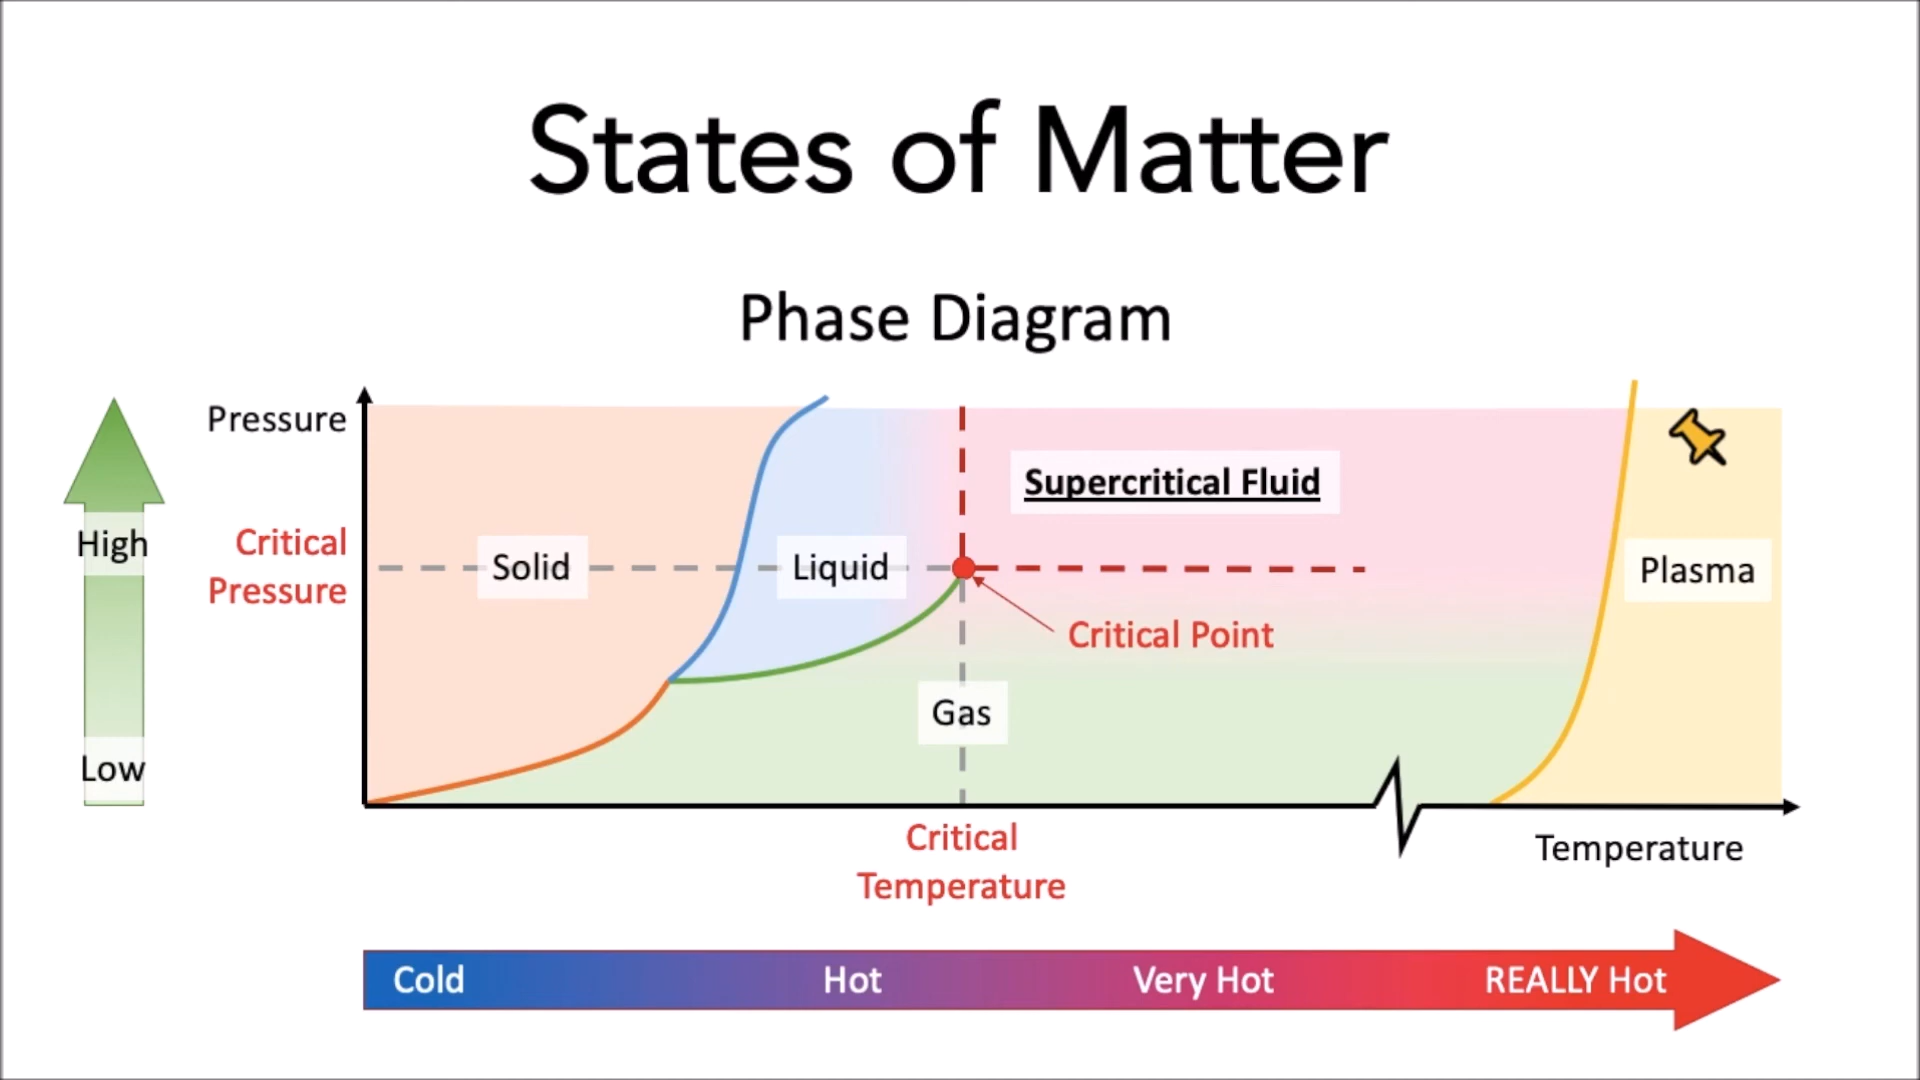 States of Matter
Phase Diagram
Pressure
High
Low
Critical
Pressure
Solid
Liquid
Supercritical Fluid
Critical Point
Gas
Plasma
Critical
Temperature
Temperature
Cold
Hot
Very Hot
REALLY Hot